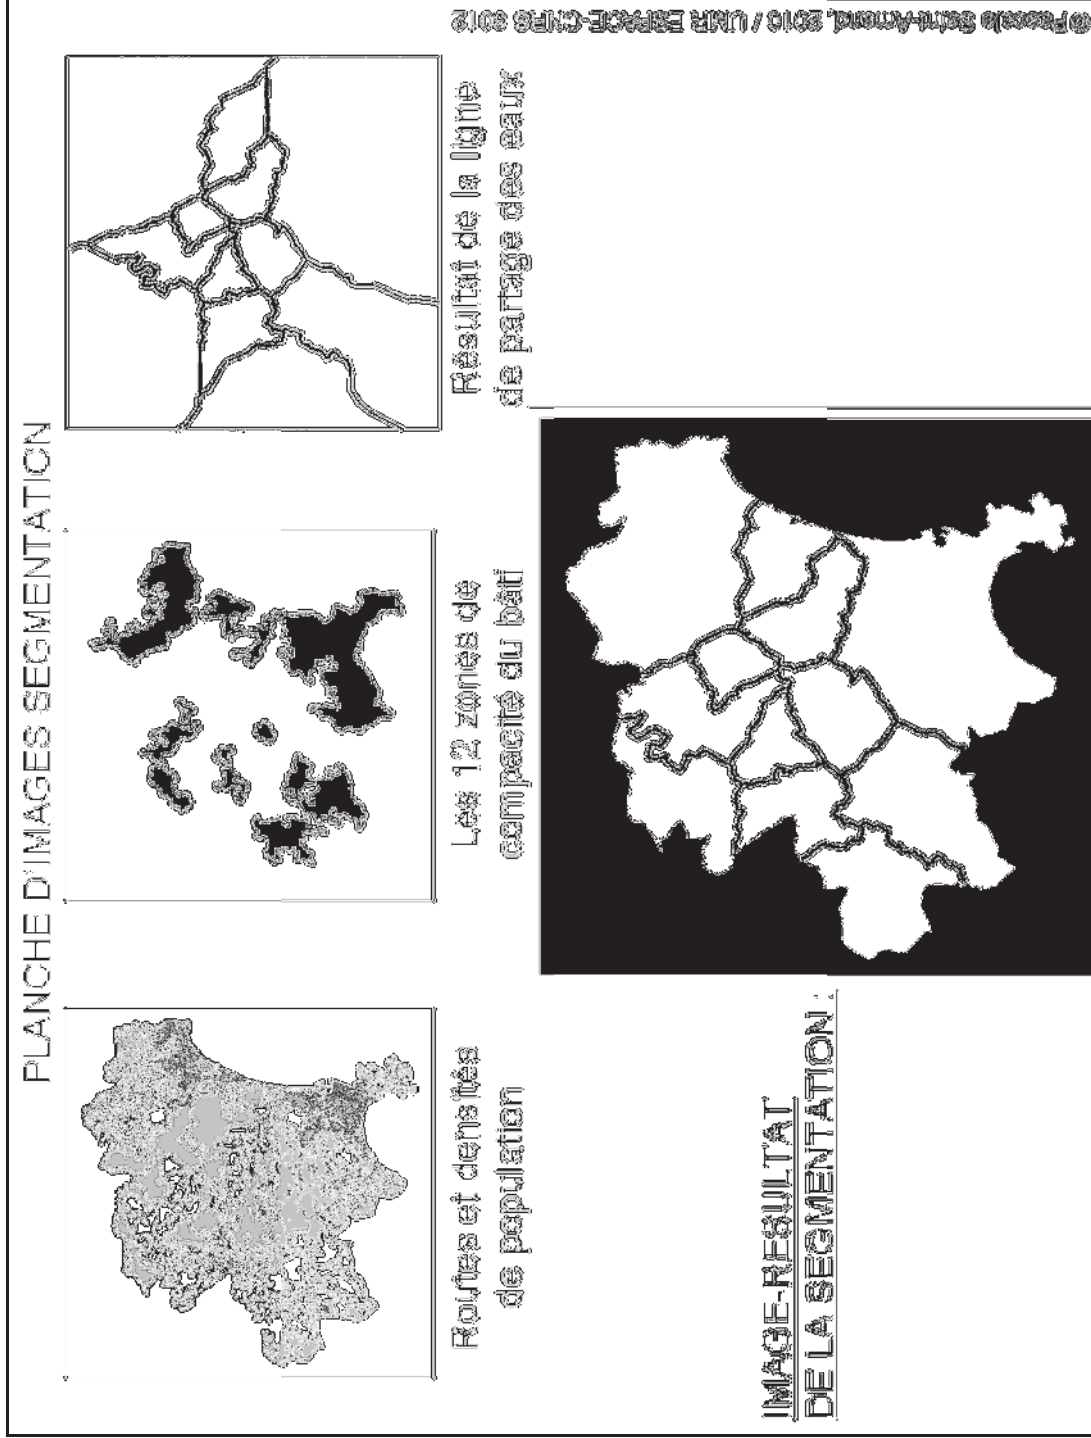 PLANCHE D'IMAGES SEGMENTATION
Routes et densités
de population
Les 12 zones de
compacité du bâti
Résultat de la ligne
de partage des eaux
IMAGE-RESULTAT
DE LA SEGMENTATION :
©Pascale Saint-Amand, 2010 / UMR ESPACE-CNRS 6012